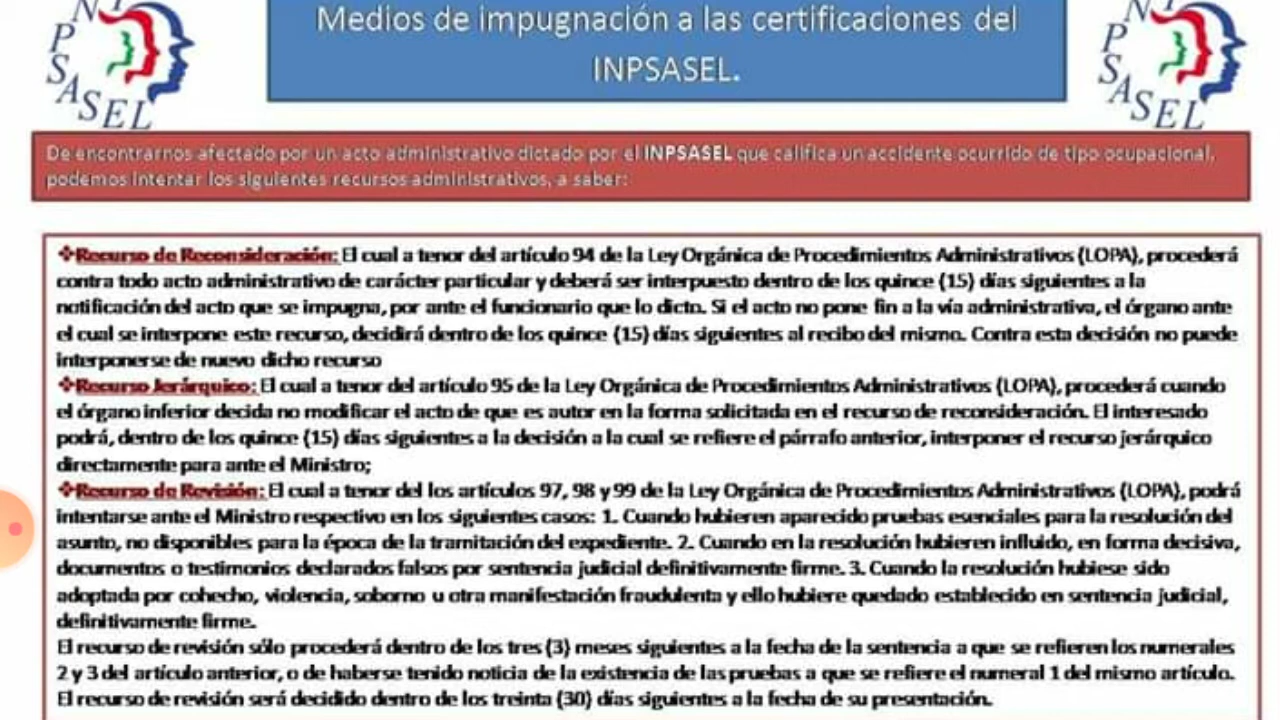 Medios de impugnación a las certificaciones del
INPSASEL.
INPSASEL
INPSASEL
De encontrarnos afectado por un acto administrativo dictado por el INPSASEL que califica un accidente ocurrido de tipo ocupacional,
podemos intentar los siguientes recursos administrativos, a saber:
❖Recurso de Reconsideración: El cual a tenor del artículo 94 de la Ley Orgánica de Procedimientos Administrativos (LOPA), procederá
contra todo acto administrativo de carácter particular y deberá ser interpuesto dentro de los quince (15) días siguientes a la
notificación del acto que se impugna, por ante el funcionario que lo dicto. Si el acto no pone fin a la vía administrativa, el órgano ante
el cual se interpone este recurso, decidirá dentro de los quince (15) días siguientes al recibo del mismo. Contra esta decisión no puede
interponerse de nuevo dicho recurso
❖Recurso Jerárquico: El cual a tenor del artículo 95 de la Ley Orgánica de Procedimientos Administrativos (LOPA), procederá cuando
el órgano inferior decida no modificar el acto de que es autor en la forma solicitada en el recurso de reconsideración. El interesado
podrá, dentro de los quince (15) días siguientes a la decisión a la cual se refiere el párrafo anterior, interponer el recurso jerárquico
directamente para ante el Ministro;
❖Recurso de Revisión: El cual a tenor del los artículos 97, 98 y 99 de la Ley Orgánica de Procedimientos Administrativos (LOPA), podrá
intentarse ante el Ministro respectivo en los siguientes casos: 1. Cuando hubieren aparecido pruebas esenciales para la resolución del
asunto, no disponibles para la época de la tramitación del expediente. 2. Cuando en la resolución hubieren influido, en forma decisiva,
documentos o testimonios declarados falsos por sentencia judicial definitivamente firme. 3. Cuando la resolución hubiese sido
adoptada por cohecho, violencia, soborno u otra manifestación fraudulenta y ello hubiere quedado establecido en sentencia judicial,
definitivamente firme.
El recurso de revisión sólo procederá dentro de los tres (3) meses siguientes a la fecha de la sentencia a que se refieren los numerales
2 y 3 del artículo anterior, o de haberse tenido noticia de la existencia de las pruebas a que se refiere el numeral 1 del mismo artículo.
El recurso de revisión será decidido dentro de los treinta (30) días siguientes a la fecha de su presentación.